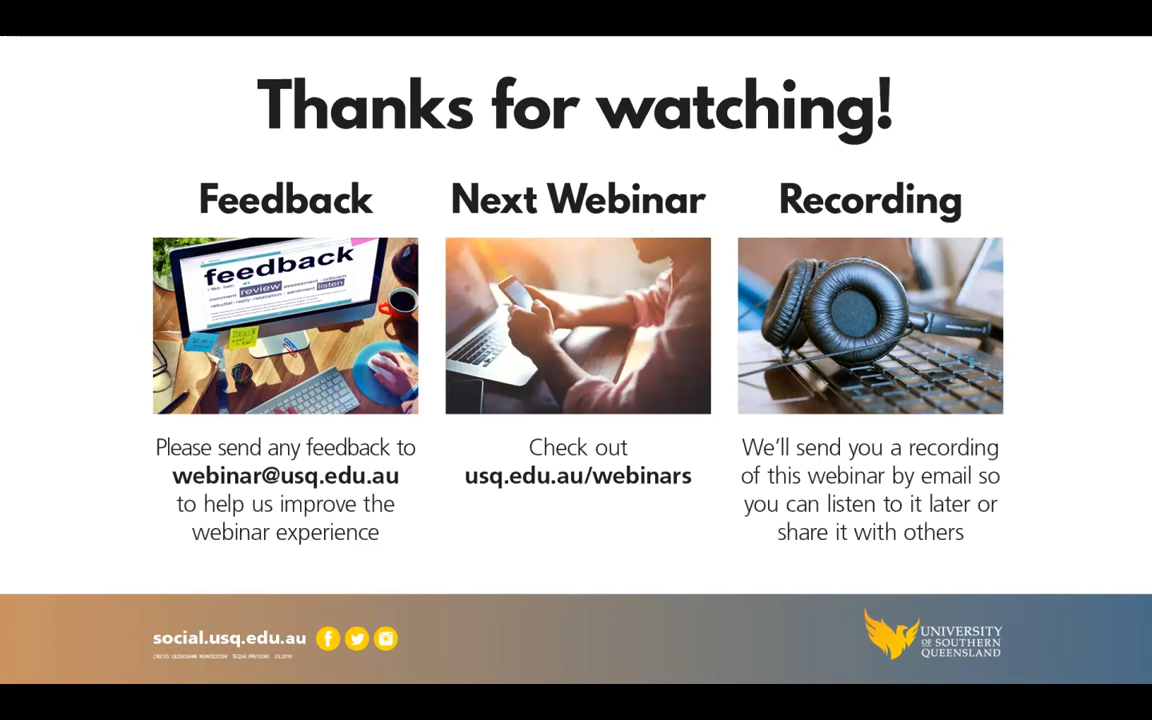 Thanks for watching!
Feedback
Next Webinar
Recording
feedback
review
listen
Please send any feedback to
webinar@usq.edu.au
to help us improve the
webinar experience
Check out
usq.edu.au/webinars
We'll send you a recording
of this webinar by email so
you can listen to it later or
share it with others
social.usq.edu.au
UNIVERSITY
OF SOUTHERN
QUEENSLAND